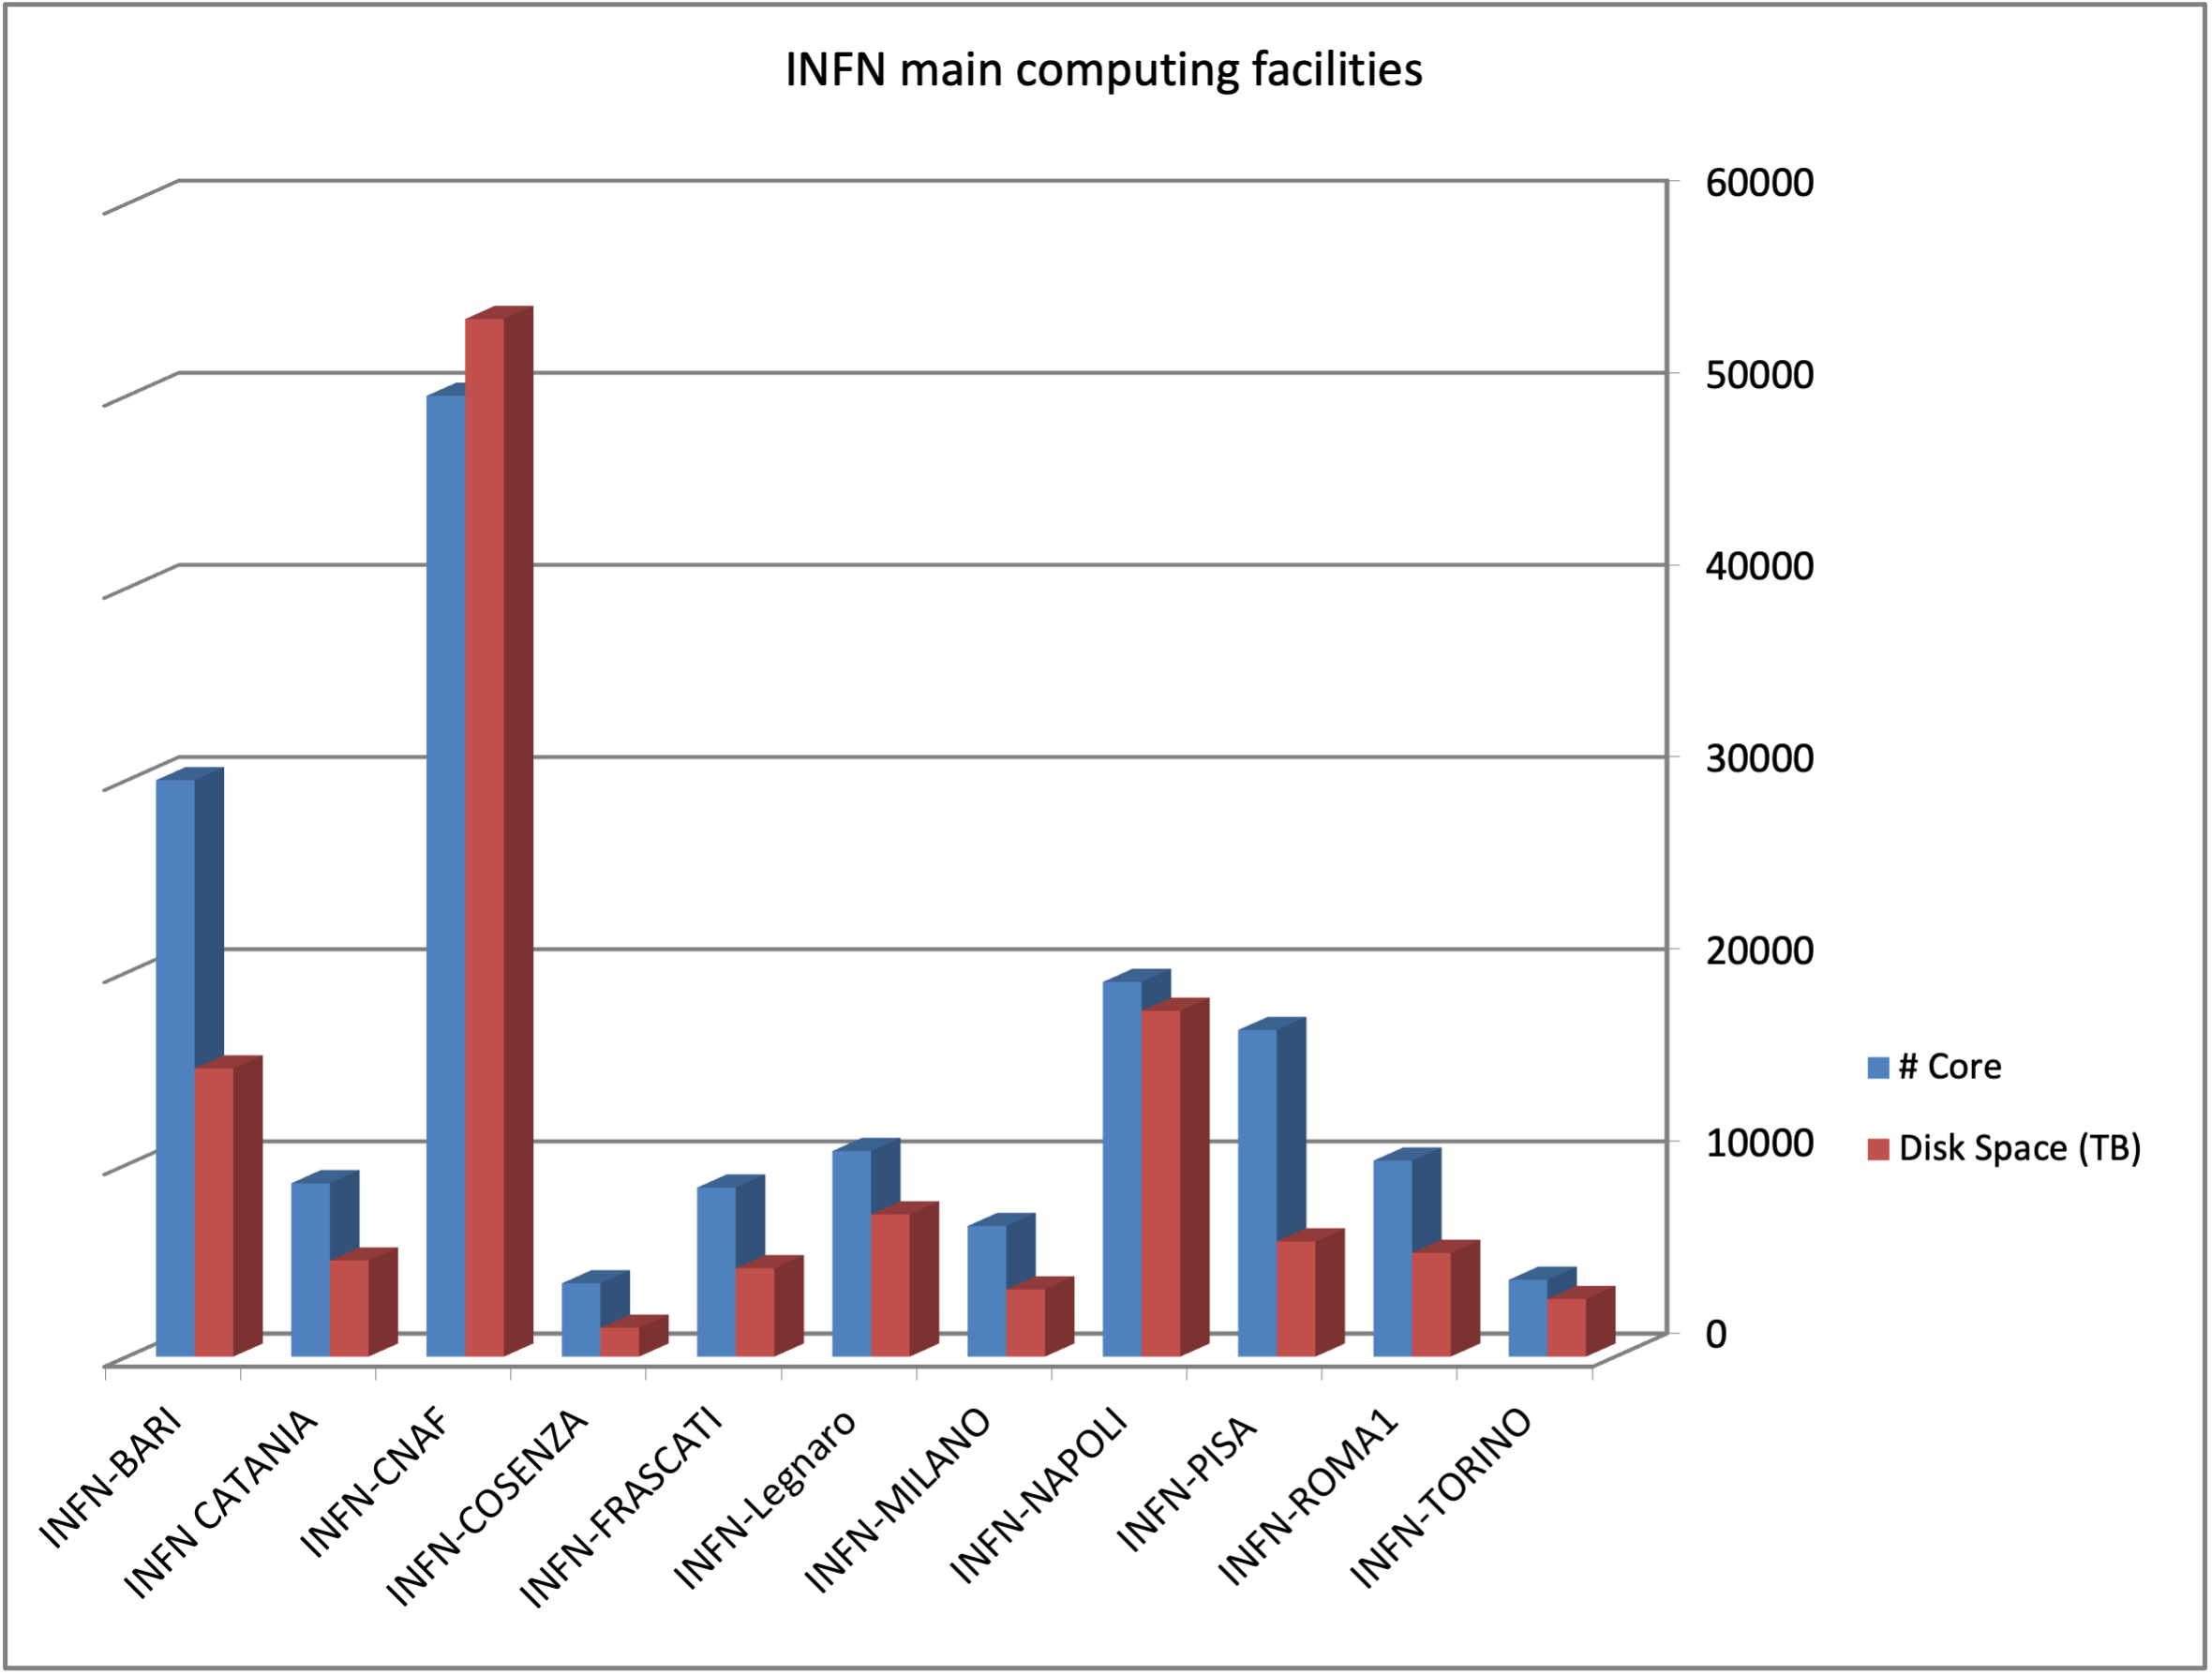 INFN main computing facilities
60000
50000
40000
30000
20000
10000
0
# Core
Disk Space (TB)
INFN-BARI
INFN CATANIA
INFN-CNAF
INFN-COSENZA
INFN-FRASCATI
INFN-Legnaro
INFN-MILANO
INFN-NAPOLI
INFN-PISA
INFN-ROMA1
INFN-TORINO